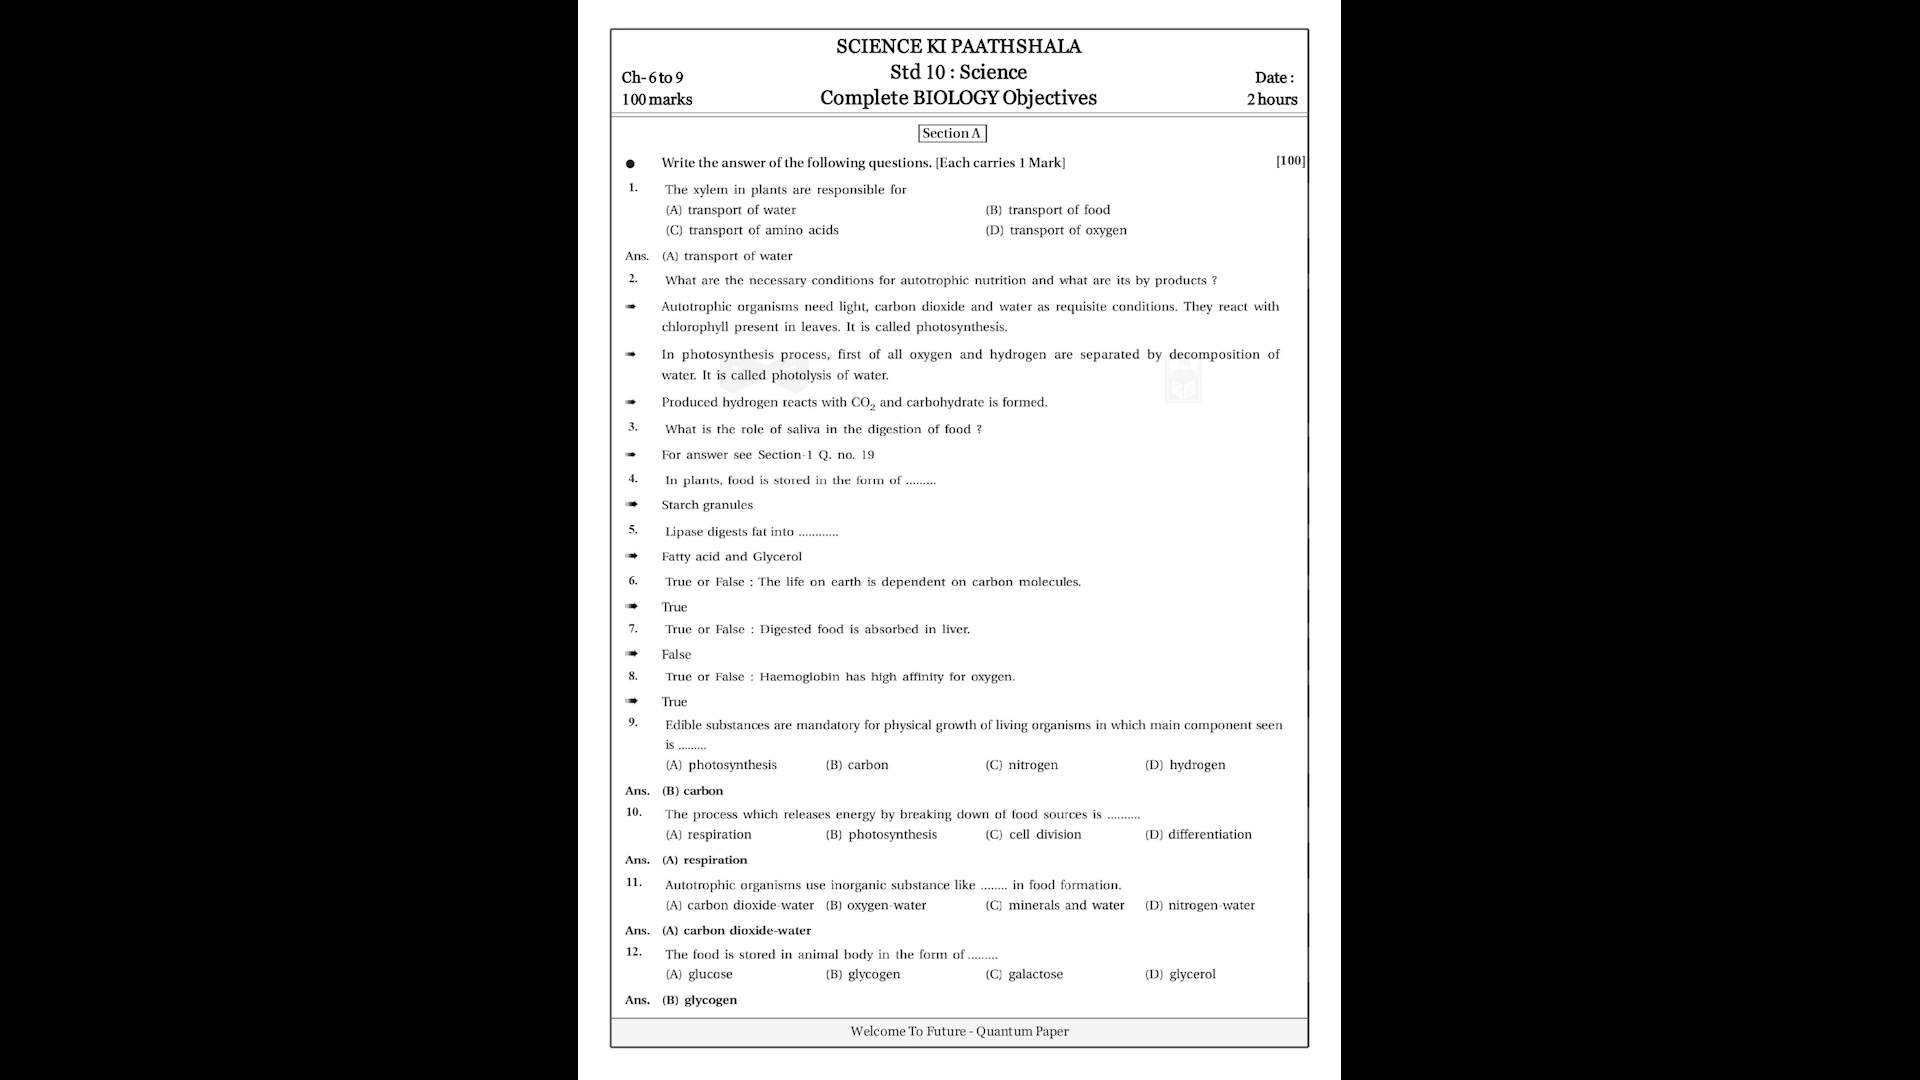 SCIENCE KI PAATHSHALA
Ch- 6 to 9 Std 10 : Science Date :
100 marks Complete BIOLOGY Objectives 2 hours
Section A
● Write the answer of the following questions. [Each carries 1 Mark] [100]
1. The xylem in plants are responsible for
(A) transport of water (B) transport of food
(C) transport of amino acids (D) transport of oxygen
Ans. (A) transport of water
2. What are the necessary conditions for autotrophic nutrition and what are its by products ?
➠ Autotrophic organisms need light, carbon dioxide and water as requisite conditions. They react with
chlorophyll present in leaves. It is called photosynthesis.
➠ In photosynthesis process, first of all oxygen and hydrogen are separated by decomposition of
water. It is called photolysis of water.
➠ Produced hydrogen reacts with CO₂ and carbohydrate is formed.
3. What is the role of saliva in the digestion of food ?
➠ For answer see Section-1 Q. no. 19
4. In plants, food is stored in the form of .........
➠ Starch granules
5. Lipase digests fat into ............
➠ Fatty acid and Glycerol
6. True or False : The life on earth is dependent on carbon molecules.
➠ True
7. True or False : Digested food is absorbed in liver.
➠ False
8. True or False : Haemoglobin has high affinity for oxygen.
➠ True
9. Edible substances are mandatory for physical growth of living organisms in which main component seen
is .........
(A) photosynthesis (B) carbon (C) nitrogen (D) hydrogen
Ans. (B) carbon
10. The process which releases energy by breaking down of food sources is ..........
(A) respiration (B) photosynthesis (C) cell division (D) differentiation
Ans. (A) respiration
11. Autotrophic organisms use inorganic substance like ........ in food formation.
(A) carbon dioxide-water (B) oxygen-water (C) minerals and water (D) nitrogen-water
Ans. (A) carbon dioxide-water
12. The food is stored in animal body in the form of .........
(A) glucose (B) glycogen (C) galactose (D) glycerol
Ans. (B) glycogen
Welcome To Future - Quantum Paper